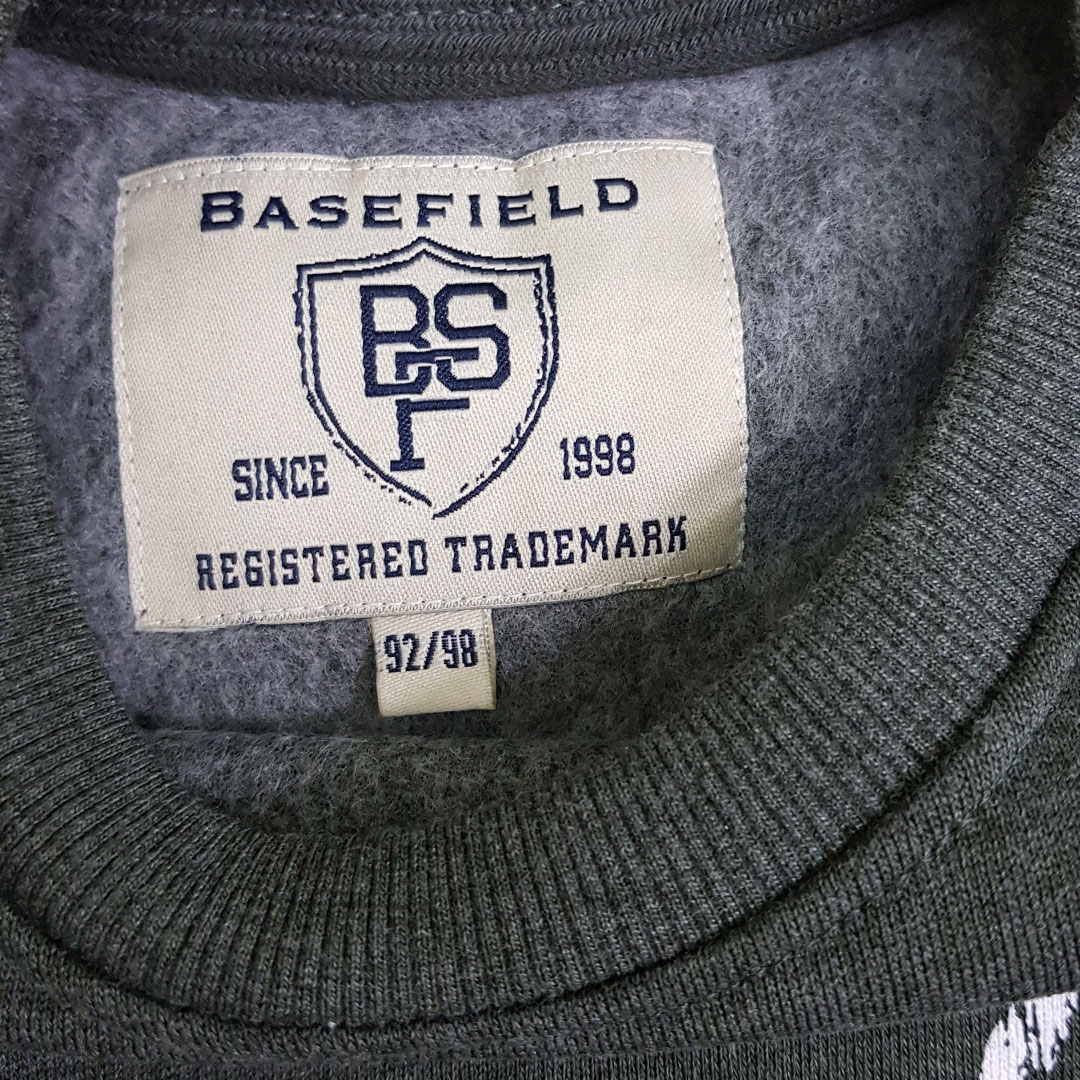 BASEFIELD
BSF
SINCE 1998
REGISTERED TRADEMARK
92/98